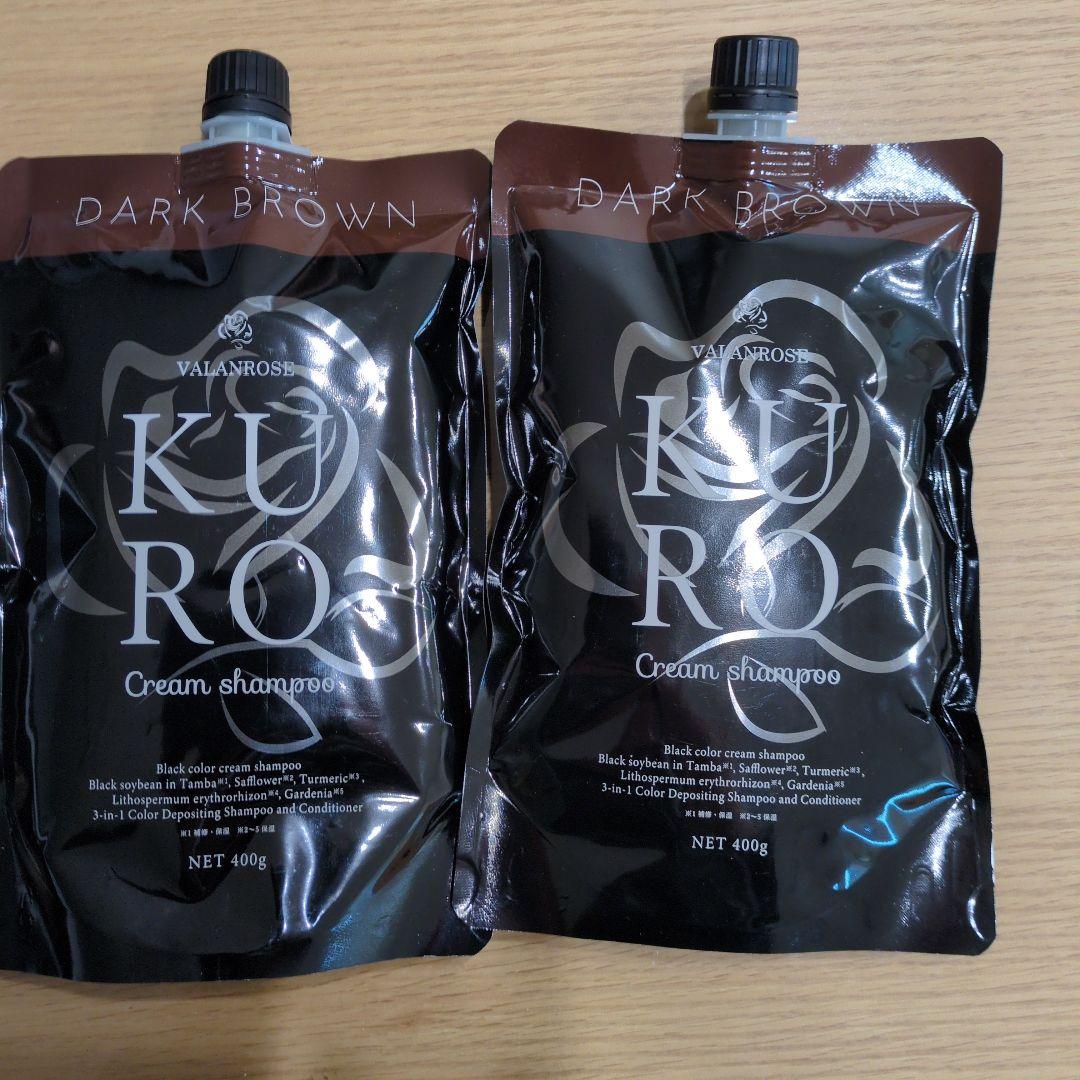 DARK BROWN
VALANROSE
KU
RO
Cream shampoo
Black color cream shampoo
Black soybean in Tamba※1, Safflower※2, Turmeric※3、
Lithospermum erythrorhizon※4, Gardenia※5
3-in-1 Color Depositing Shampoo and Conditioner
※1 補修・保湿 ※2～5 保湿
NET 400g
DARK BROWN
VALANROSE
KU
RO
Cream shampoo
Black color cream shampoo
Black soybean in Tamba※1, Safflower※2, Turmeric※3、
Lithospermum erythrorhizon※4, Gardenia※5
3-in-1 Color Depositing Shampoo and Conditioner
※1 補修・保湿 ※2～5 保湿
NET 400g